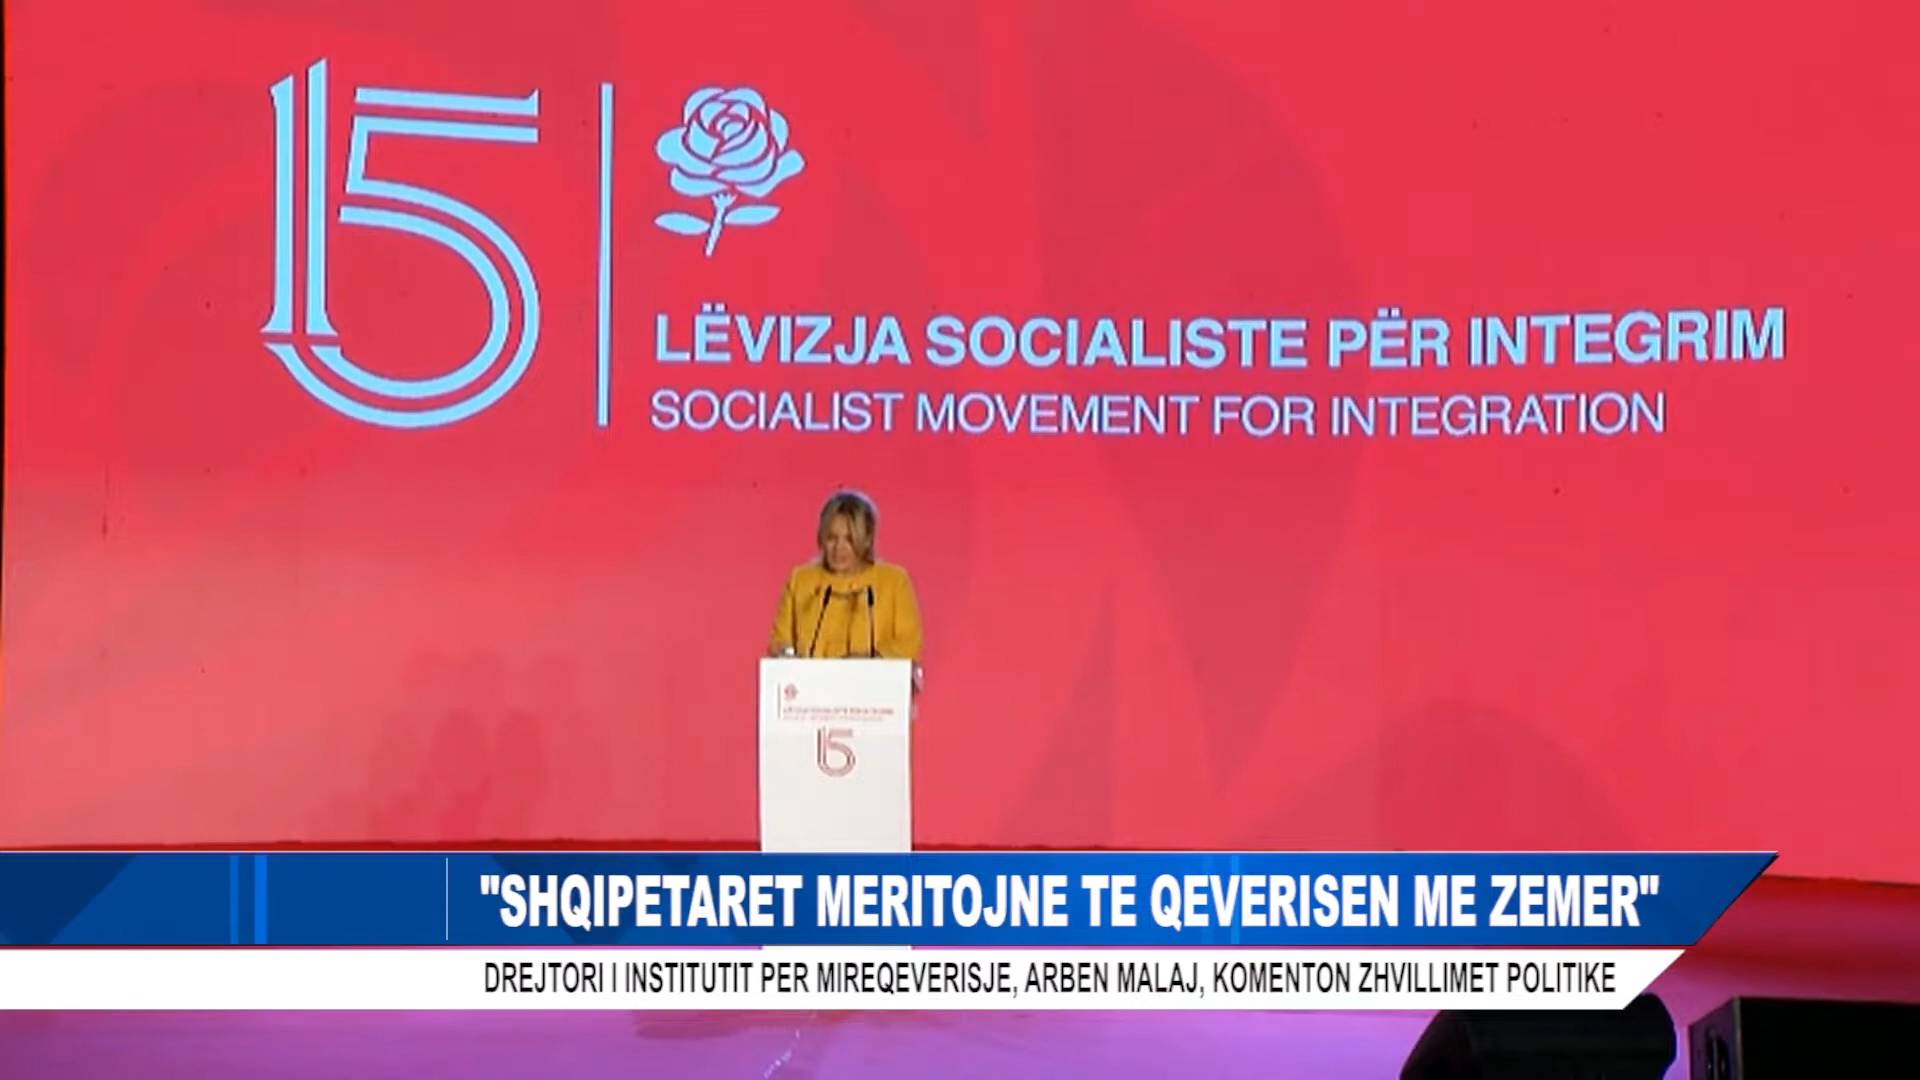 15
LËVIZJA SOCIALISTE PËR INTEGRIM
SOCIALIST MOVEMENT FOR INTEGRATION
15
"SHQIPETARET MERITOJNE TE QEVERISEN ME ZEMER"
DREJTORI I INSTITUTIT PER MIREQEVERISJE, ARBEN MALAJ, KOMENTON ZHVILLIMET POLITIKE